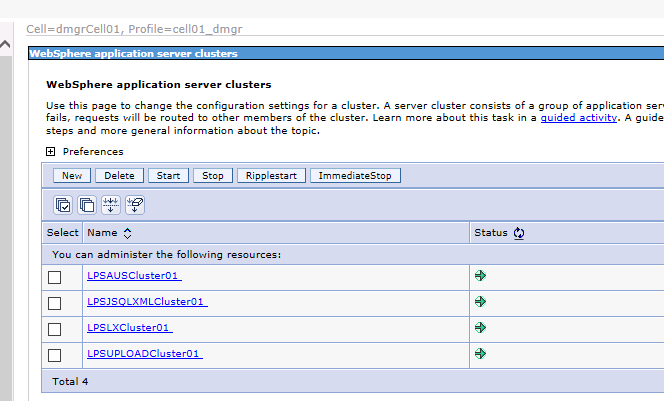 Cell=dmgrCell01, Profile=cell01_dmgr
WebSphere application server clusters
WebSphere application server clusters
Use this page to change the configuration settings for a cluster. A server cluster consists of a group of application
fails, requests will be routed to other members of the cluster. Learn more about this task in a guided activity. A
steps and more general information about the topic.
Preferences
New Delete Start Stop Ripplestart ImmediateStop
Select Name Status
You can administer the following resources:
LPSAUSCluster01
LPSJSQLXMLCluster01
LPSLXCluster01
LPSUPLOADCluster01
Total 4